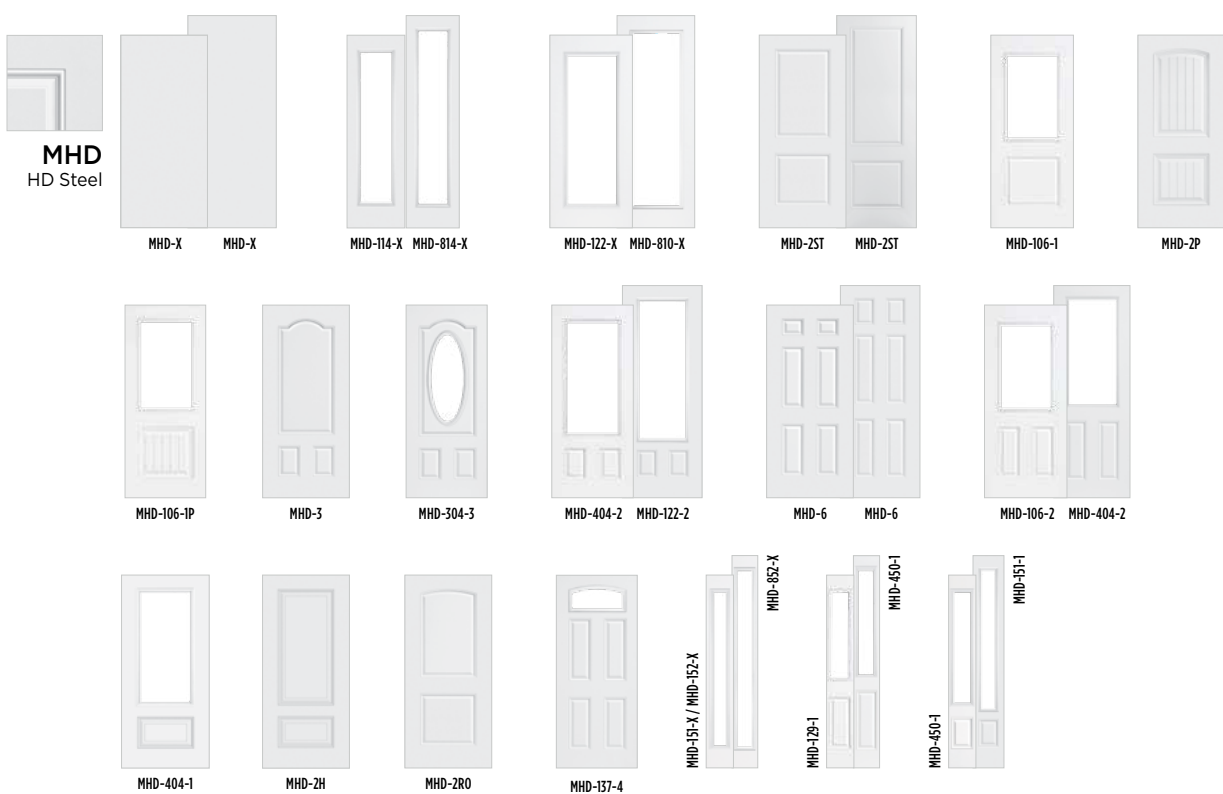 MHD
HD Steel
MHD-X MHD-X
MHD-114-X MHD-814-X
MHD-122-X MHD-810-X
MHD-2ST MHD-2ST
MHD-106-1
MHD-2P
MHD-106-1P
MHD-3
MHD-304-3
MHD-404-2 MHD-122-2
MHD-6 MHD-6
MHD-106-2 MHD-404-2
MHD-404-1
MHD-2H
MHD-2RO
MHD-137-4
MHD-151-X / MHD-152-X
MHD-852-X
MHD-129-1
MHD-450-1
MHD-450-1
MHD-151-1